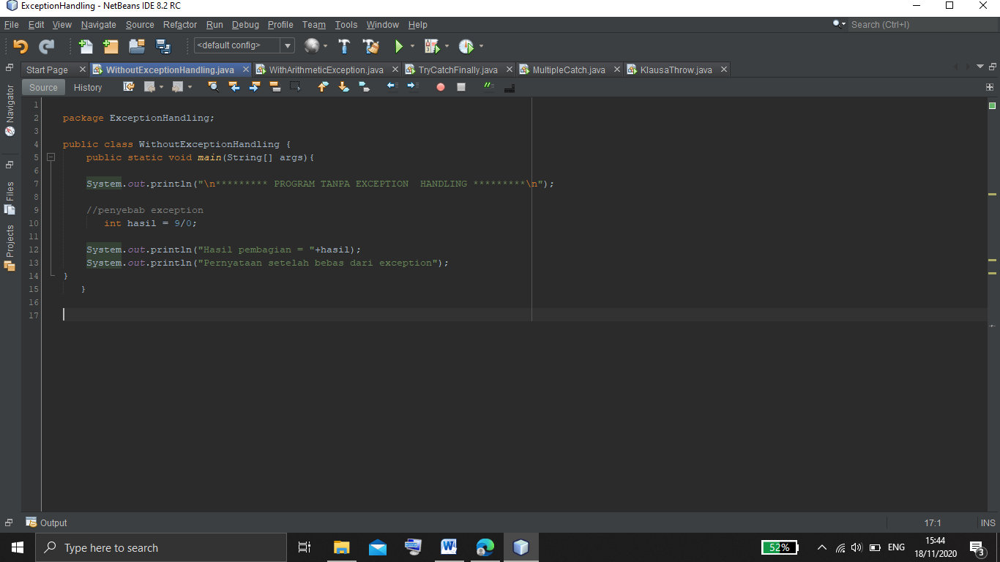 ExceptionHandling - NetBeans IDE 8.2 RC
File Edit View Navigate Source Refactor Run Debug Profile Team Tools Window Help
Search (Ctrl+I)
<default config>
Start Page
WithoutExceptionHandling.java
WithArithmeticException.java
TryCatchFinally.java
MultipleCatch.java
KlausaThrow.java
Source History
Navigator
Files
Projects
1
2 package ExceptionHandling;
3
4 public class WithoutExceptionHandling {
5 public static void main(String[] args){
6
7 System.out.println("\n********* PROGRAM TANPA EXCEPTION  HANDLING *********\n");
8
9 //penyebab exception
10 int hasil = 9/0;
11
12 System.out.println("Hasil pembagian = "+hasil);
13 System.out.println("Pernyataan setelah bebas dari exception");
14 }
15 }
16
17
Output
17:1 INS
Type here to search
52%
ENG
15:44
18/11/2020
3